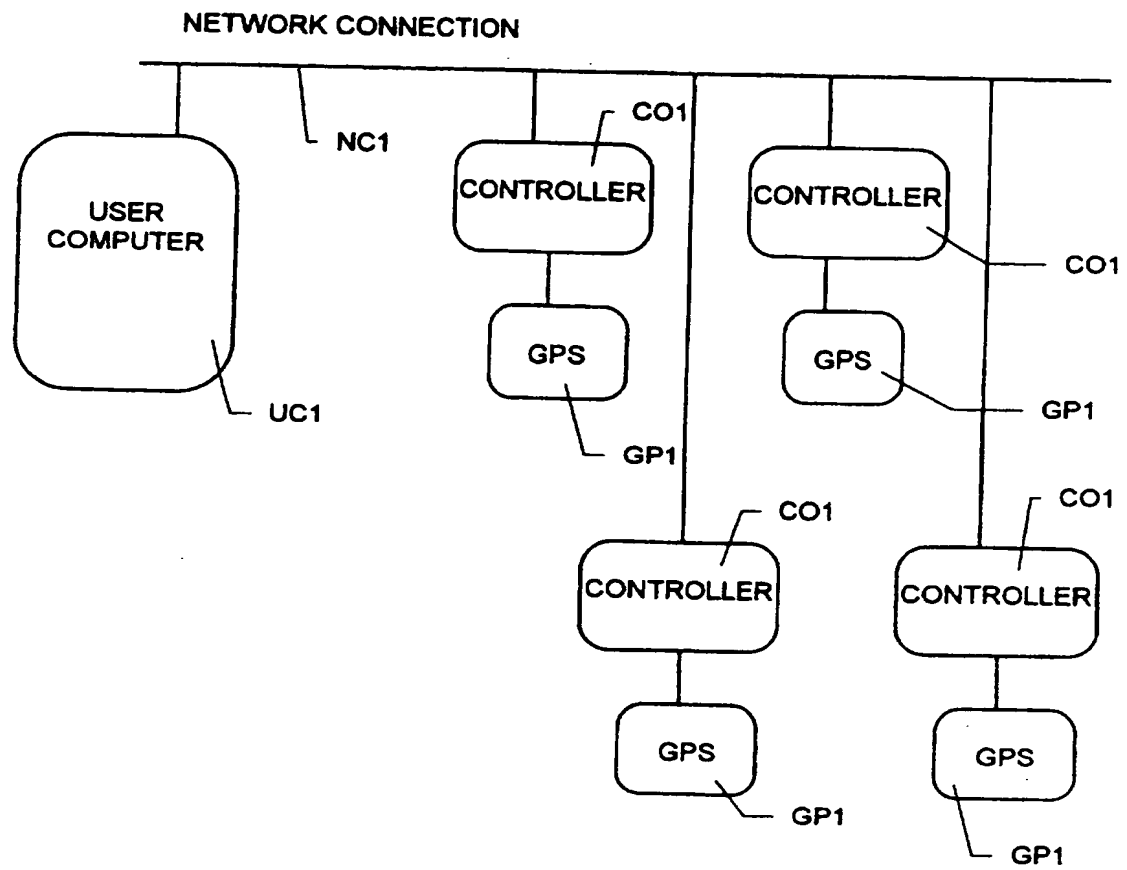 NETWORK CONNECTION
NC1
USER
COMPUTER
UC1
CO1
CONTROLLER
GPS
GP1
CONTROLLER
CO1
GPS
GP1
CO1
CONTROLLER
GPS
GP1
CO1
CONTROLLER
GPS
GP1